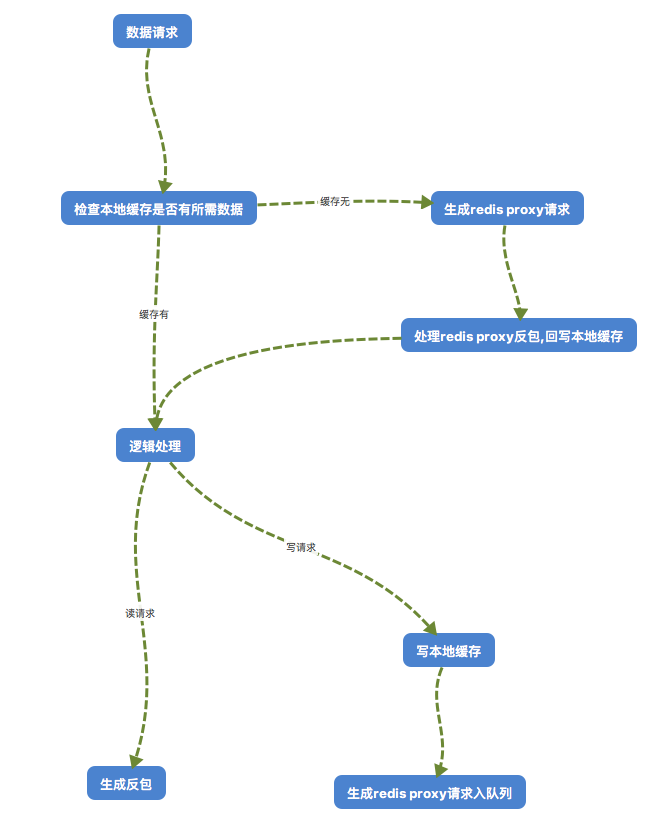 数据请求
检查本地缓存是否有所需数据
缓存无
生成redis proxy请求
缓存有
处理redis proxy反包,回写本地缓存
逻辑处理
写请求
读请求
写本地缓存
生成反包
生成redis proxy请求入队列